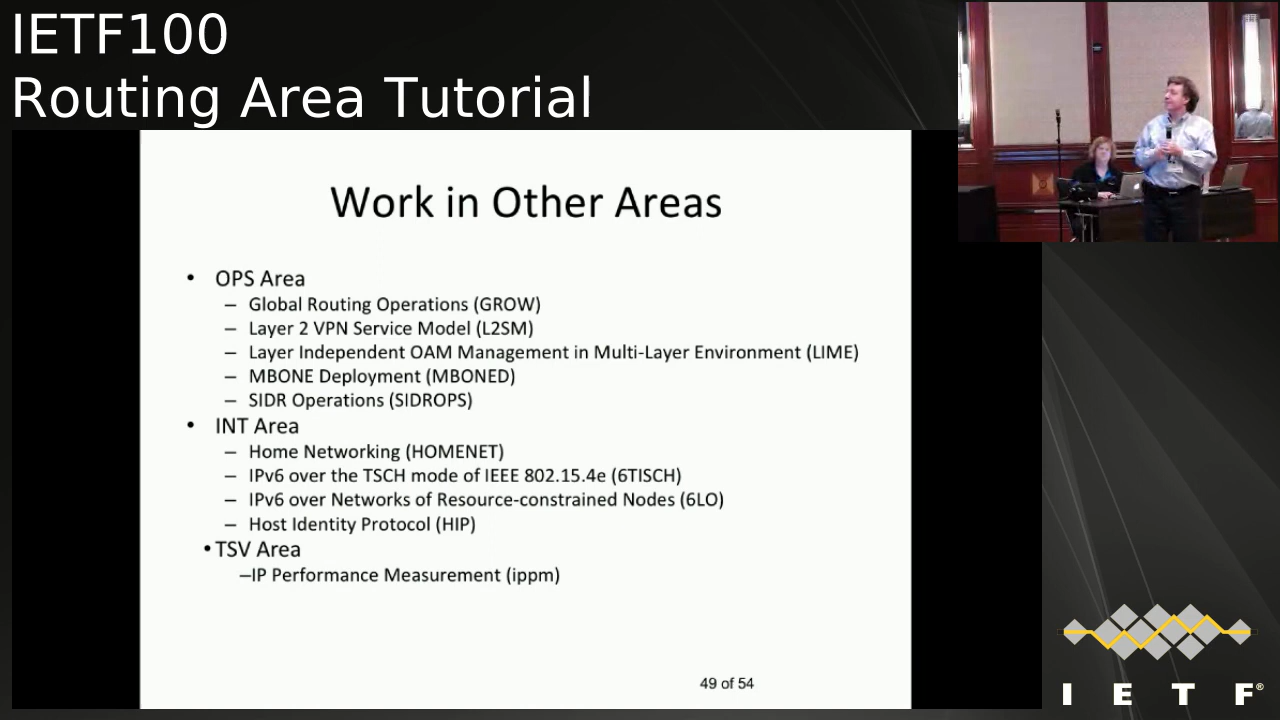 IETF100
Routing Area Tutorial
Work in Other Areas
• OPS Area
– Global Routing Operations (GROW)
– Layer 2 VPN Service Model (L2SM)
– Layer Independent OAM Management in Multi-Layer Environment (LIME)
– MBONE Deployment (MBONED)
– SIDR Operations (SIDROPS)
• INT Area
– Home Networking (HOMENET)
– IPv6 over the TSCH mode of IEEE 802.15.4e (6TISCH)
– IPv6 over Networks of Resource-constrained Nodes (6LO)
– Host Identity Protocol (HIP)
• TSV Area
–IP Performance Measurement (ippm)
49 of 54
I E T F®